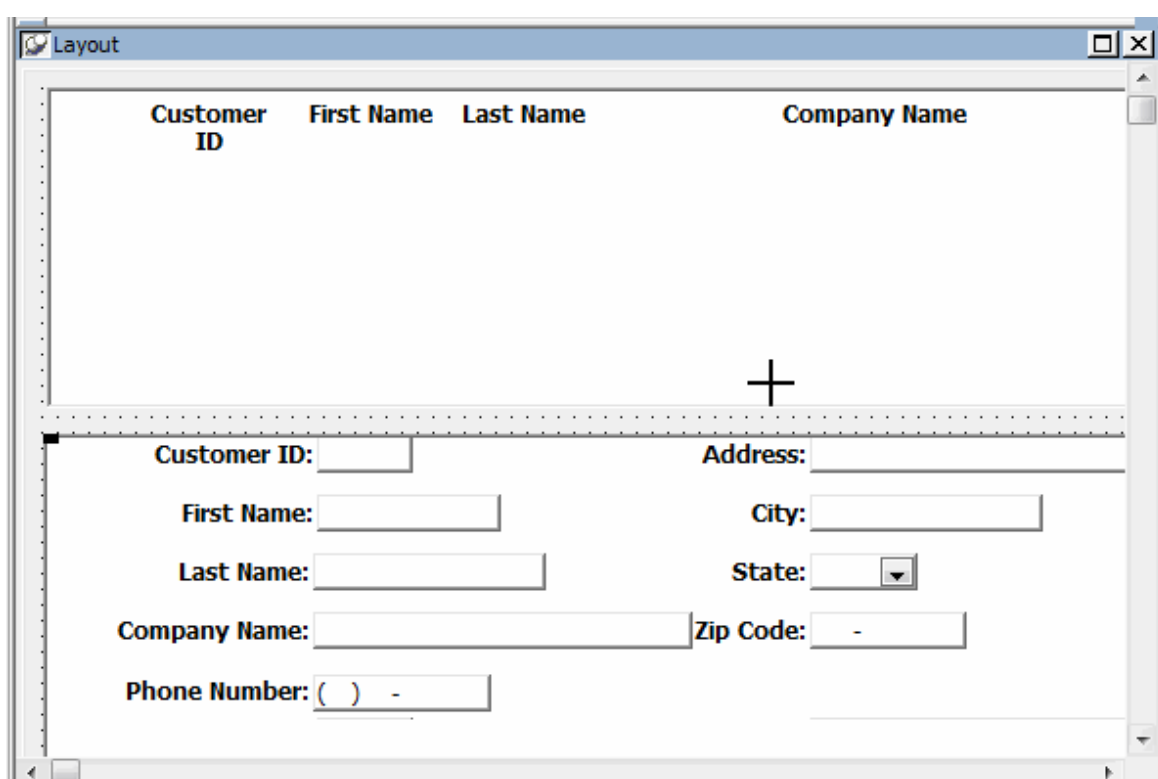 Layout
Customer ID First Name Last Name Company Name
Customer ID: Address:
First Name: City:
Last Name: State:
Company Name: Zip Code: -
Phone Number: ( ) -